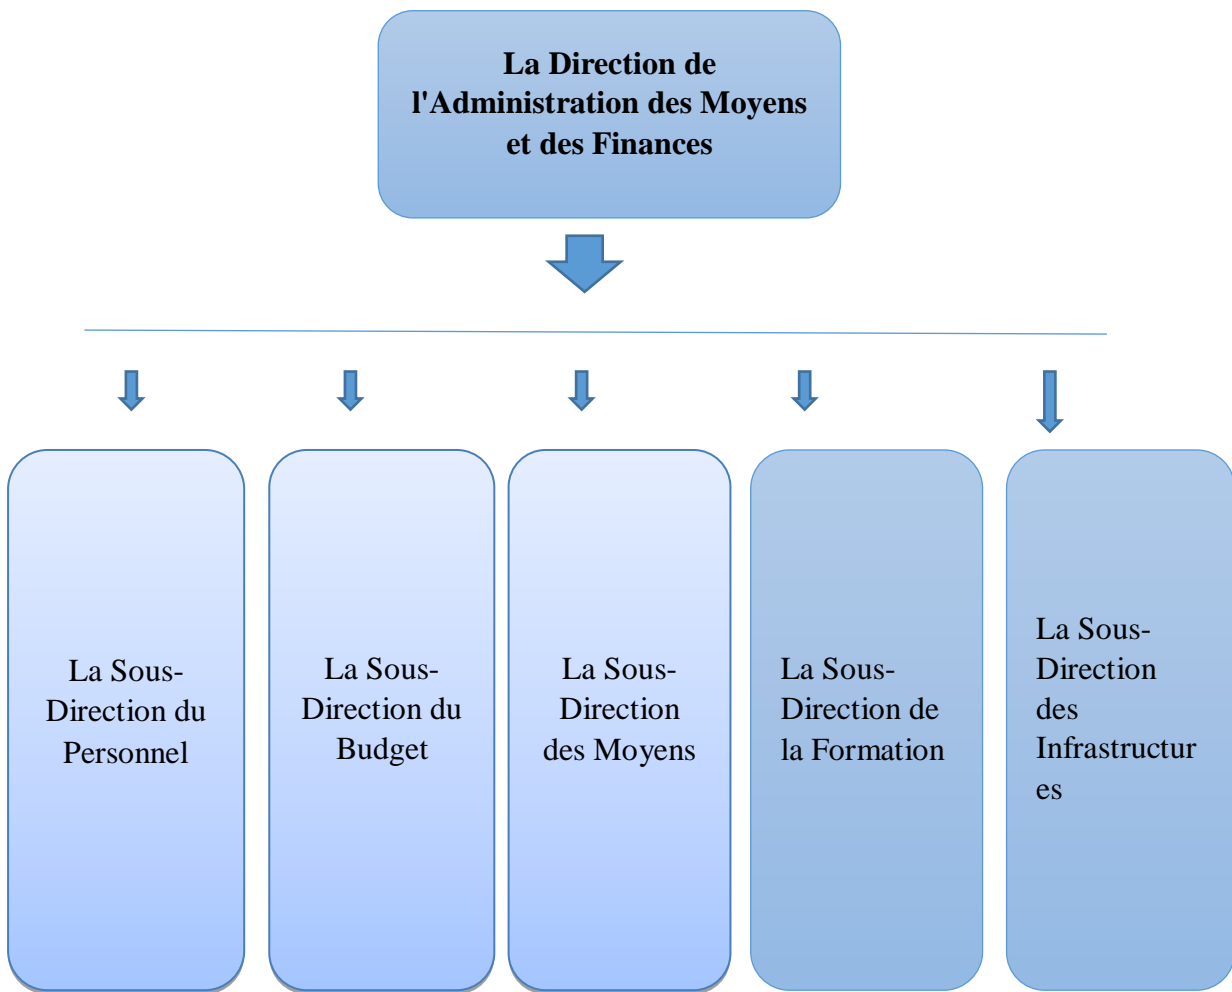 La Direction de
l'Administration des Moyens
et des Finances
La Sous-
Direction du
Personnel
La Sous-
Direction du
Budget
La Sous-
Direction
des Moyens
La Sous-
Direction de
la Formation
La Sous-
Direction
des
Infrastructur
es